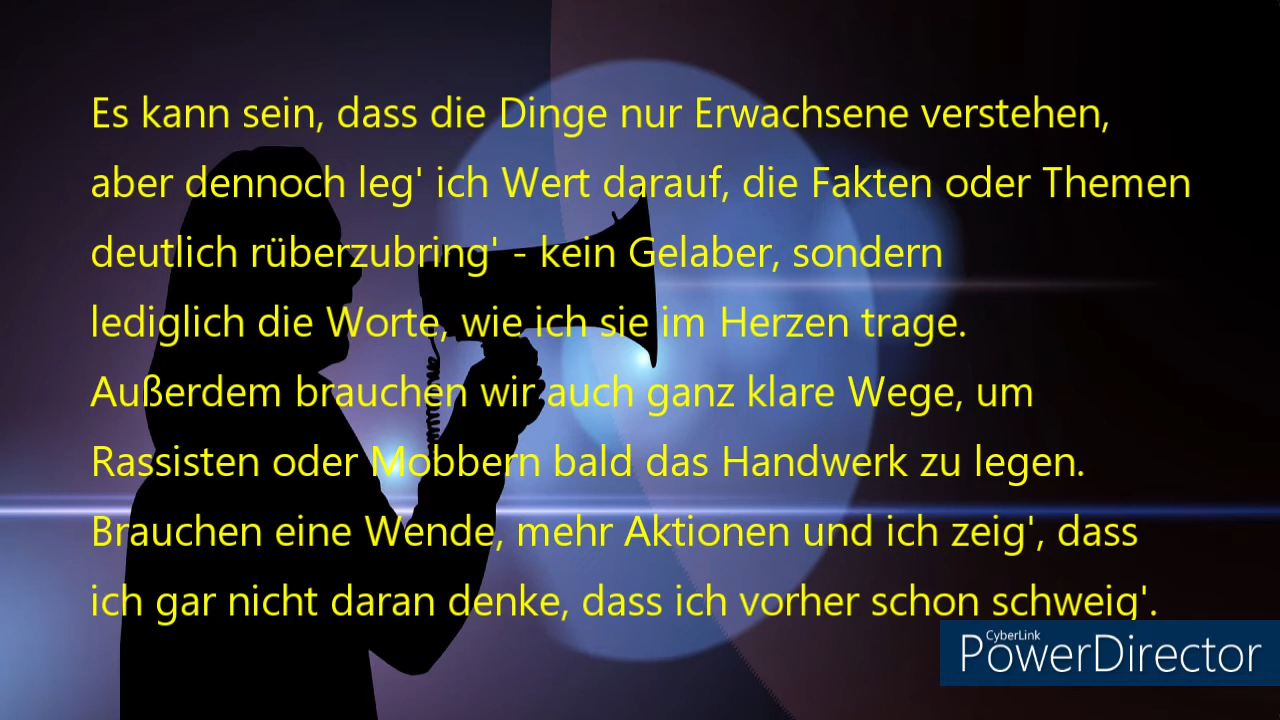 Es kann sein, dass die Dinge nur Erwachsene verstehen,
aber dennoch leg' ich Wert darauf, die Fakten oder Themen
deutlich rüberzubring' - kein Gelaber, sondern
lediglich die Worte, wie ich sie im Herzen trage.
Außerdem brauchen wir auch ganz klare Wege, um
Rassisten oder Mobbern bald das Handwerk zu legen.
Brauchen eine Wende, mehr Aktionen und ich zeig', dass
ich gar nicht daran denke, dass ich vorher schon schweig'.
CyberLink
PowerDirector